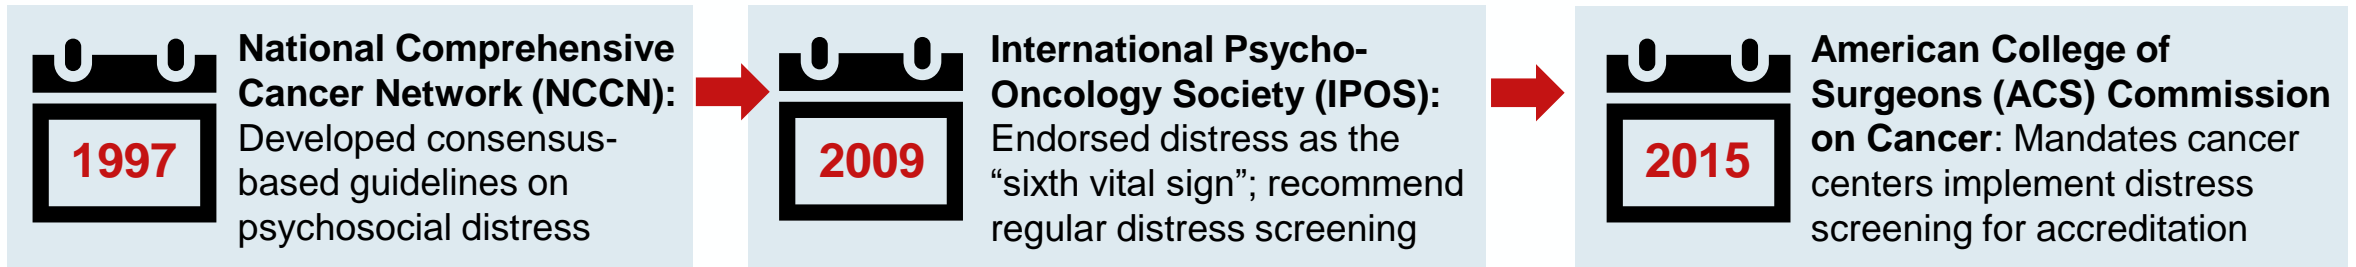 1997
National Comprehensive
Cancer Network (NCCN):
Developed consensus-
based guidelines on
psychosocial distress
2009
International Psycho-
Oncology Society (IPOS):
Endorsed distress as the
“sixth vital sign”; recommend
regular distress screening
2015
American College of
Surgeons (ACS) Commission
on Cancer: Mandates cancer
centers implement distress
screening for accreditation